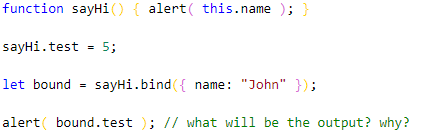 function sayHi() { alert( this.name ); }
sayHi.test = 5;
let bound = sayHi.bind({ name: "John" });
alert( bound.test ); // what will be the output? why?